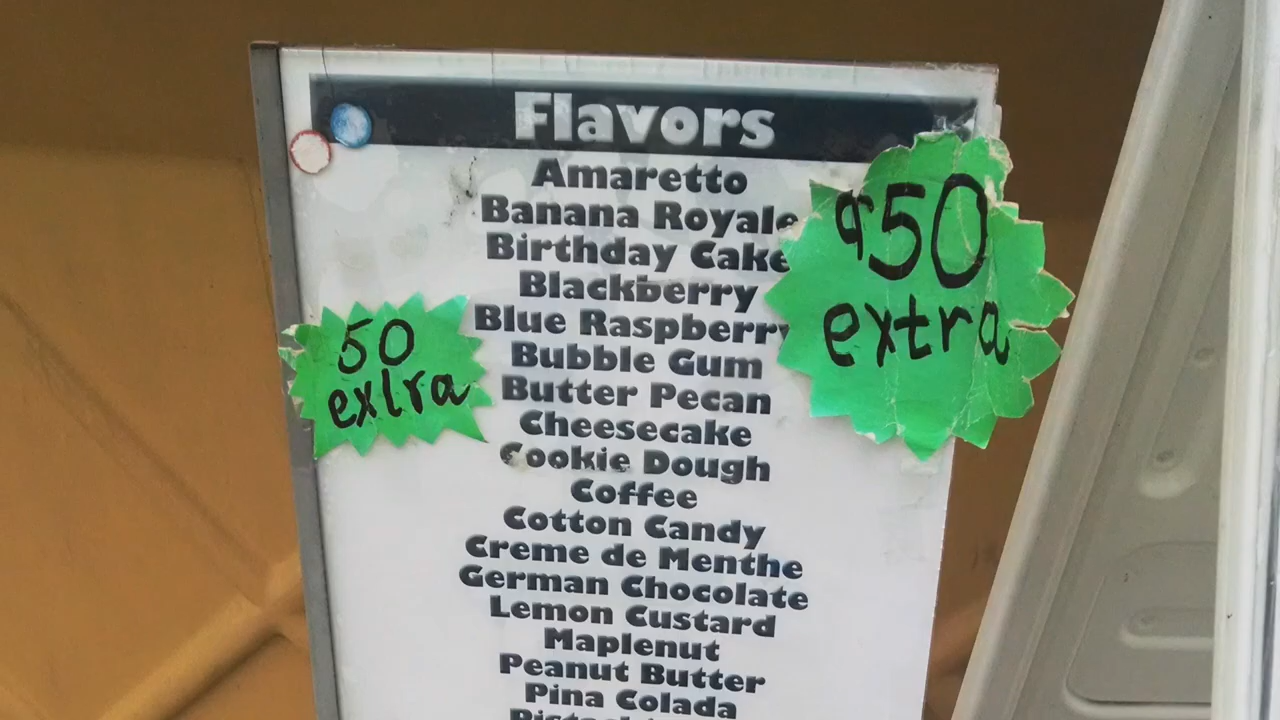 Flavors
Amaretto
Banana Royale
Birthday Cake
Blackberry
Blue Raspberry
Bubble Gum
Butter Pecan
Cheesecake
Cookie Dough
Coffee
Cotton Candy
Creme de Menthe
German Chocolate
Lemon Custard
Maplenut
Peanut Butter
Pina Colada
50
extra
50
extra